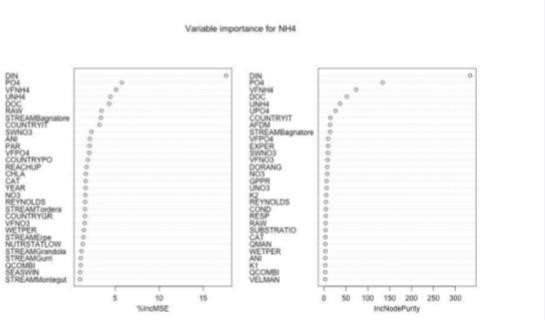 Variable importance for NH4
DIN
PO4
VFNH4
UNH4
DOC
RAW
STREAMBagnatore
COUNTRYIT
SWNO3
ANI
PAR
VFPO4
COUNTRYPO
REACHUP
CHLA
CAT
YEAR
NO3
REYNOLDS
STREAMTordera
COUNTRYGR
VFNO3
WETPER
STREAMErpe
NUTRSTATLOW
STREAMGrandola
STREAMGurri
QCOMBI
SEASWIN
STREAMMontegut
5 10 15
%IncMSE
DIN
PO4
VFNH4
DOC
UNH4
UPO4
COUNTRYIT
AFDM
STREAMBagnatore
VFPO4
EXPER
SWNO3
VFNO3
DORANG
NO3
GPPR
UNO3
K2
REYNOLDS
COND
RESP
RAW
SUBSTRATIO
CAT
QMAN
WETPER
ANI
K1
QCOMBI
VELMAN
0 50 100 150 200 250 300
IncNodePurity